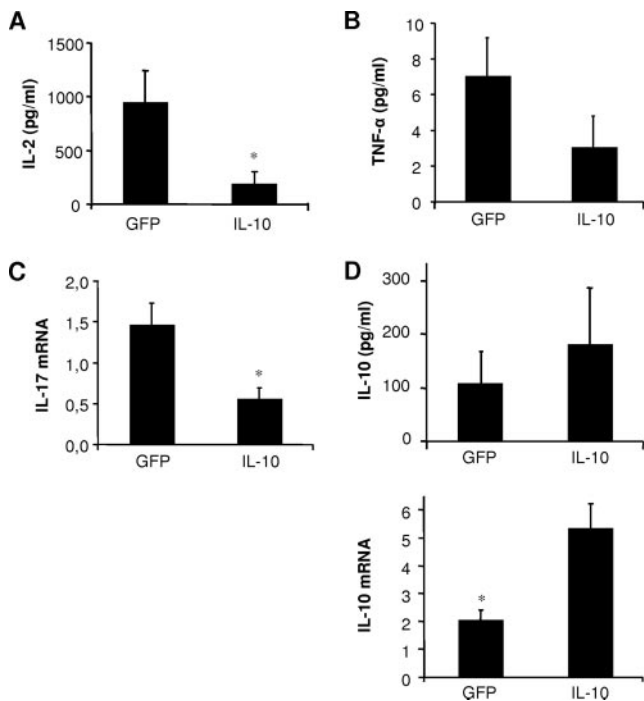 A
IL-2 (pg/ml)
1500
1000
500
0
*
GFP IL-10
B
TNF-α (pg/ml)
10
8
6
4
2
0
GFP IL-10
C
IL-17 mRNA
2,0
1,5
1,0
0,5
0,0
*
GFP IL-10
D
IL-10 (pg/ml)
300
200
100
0
GFP IL-10
IL-10 mRNA
6
5
4
3
2
1
0
*
GFP IL-10